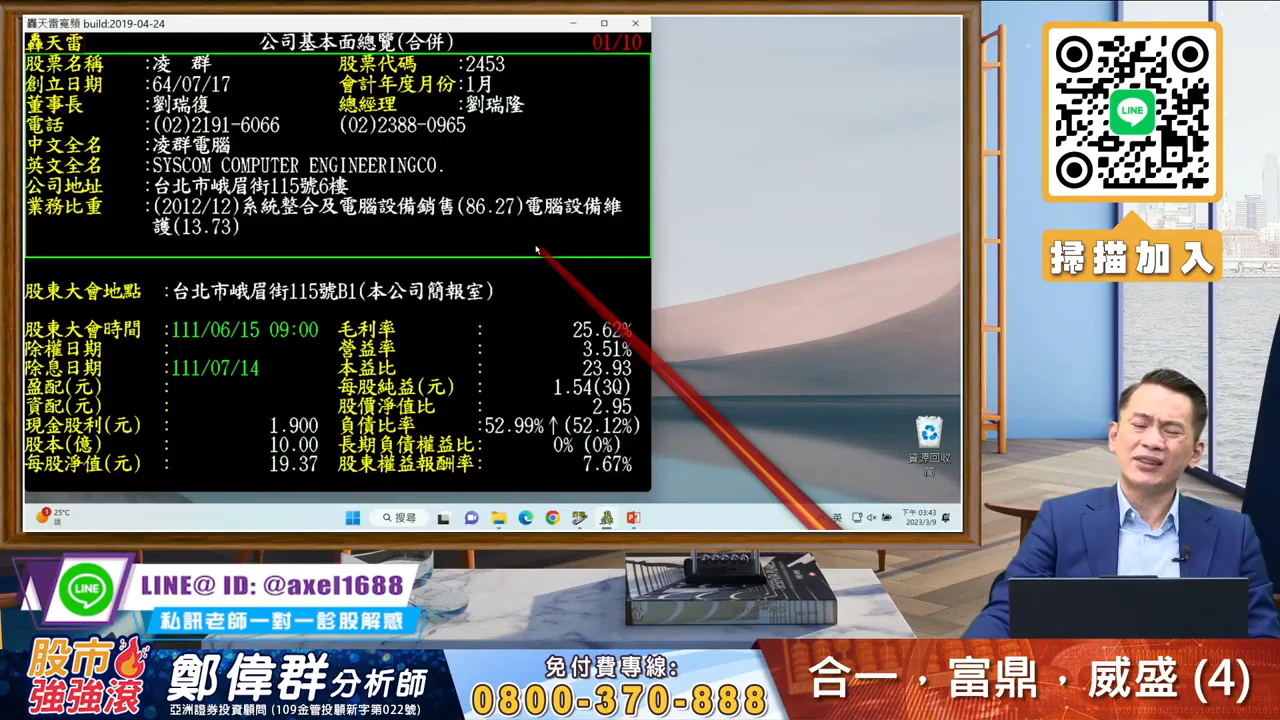 轟天雷寬頻 build:2019-04-24
轟天雷 公司基本面總覽(合併) 01/10
股票名稱 :凌 群 股票代碼 :2453
創立日期 :64/07/17 會計年度月份:1月
董事長 :劉瑞復 總經理 :劉瑞隆
電話 :(02)2191-6066 (02)2388-0965
中文全名 :凌群電腦
英文全名 :SYSCOM COMPUTER ENGINEERINGCO.
公司地址 :台北市峨眉街115號6樓
業務比重 :(2012/12)系統整合及電腦設備銷售(86.27)電腦設備維
護(13.73)
股東大會地點 :台北市峨眉街115號B1(本公司簡報室)
股東大會時間 :111/06/15 09:00 毛利率 : 25.62%
除權日期 : 營益率 : 3.51%
除息日期 :111/07/14 本益比 : 23.93
盈配(元) : 每股純益(元) : 1.54(3Q)
資配(元) : 股價淨值比 : 2.95
現金股利(元) : 1.900 負債比率 :52.99%↑(52.12%)
股本(億) : 10.00 長期負債權益比: 0% (0%)
每股淨值(元) : 19.37 股東權益報酬率: 7.67%
資源回收
筒
25°C
搜尋
英
下午 03:43
2023/3/9
LINE
掃描加入
LINE
LINE@ ID: @axel1688
私訊老師一對一診股解惑
股市
強強滾
鄭偉群分析師
亞洲證券投資顧問 (109金管投顧新字第022號)
免付費專線:
0800-370-888
合一，富鼎，威盛 (4)